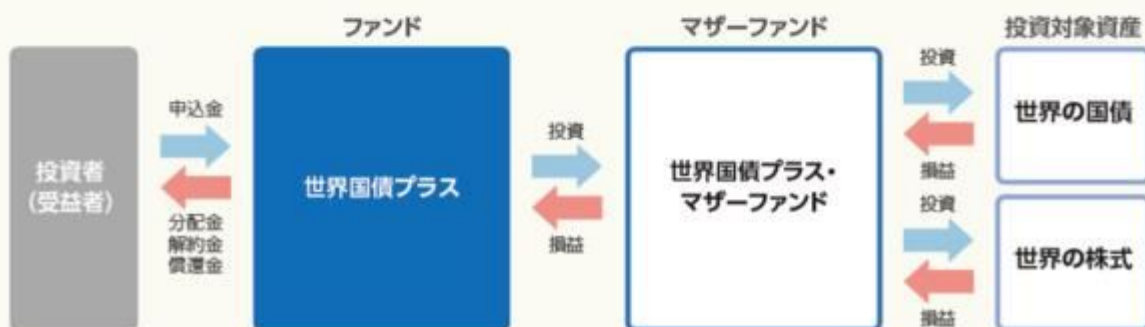 ファンド
マザーファンド
投資対象資産
投資者
(受益者)
申込金
分配金
解約金
償還金
世界国債プラス
投資
損益
世界国債プラス・
マザーファンド
投資
損益
世界の国債
投資
損益
世界の株式